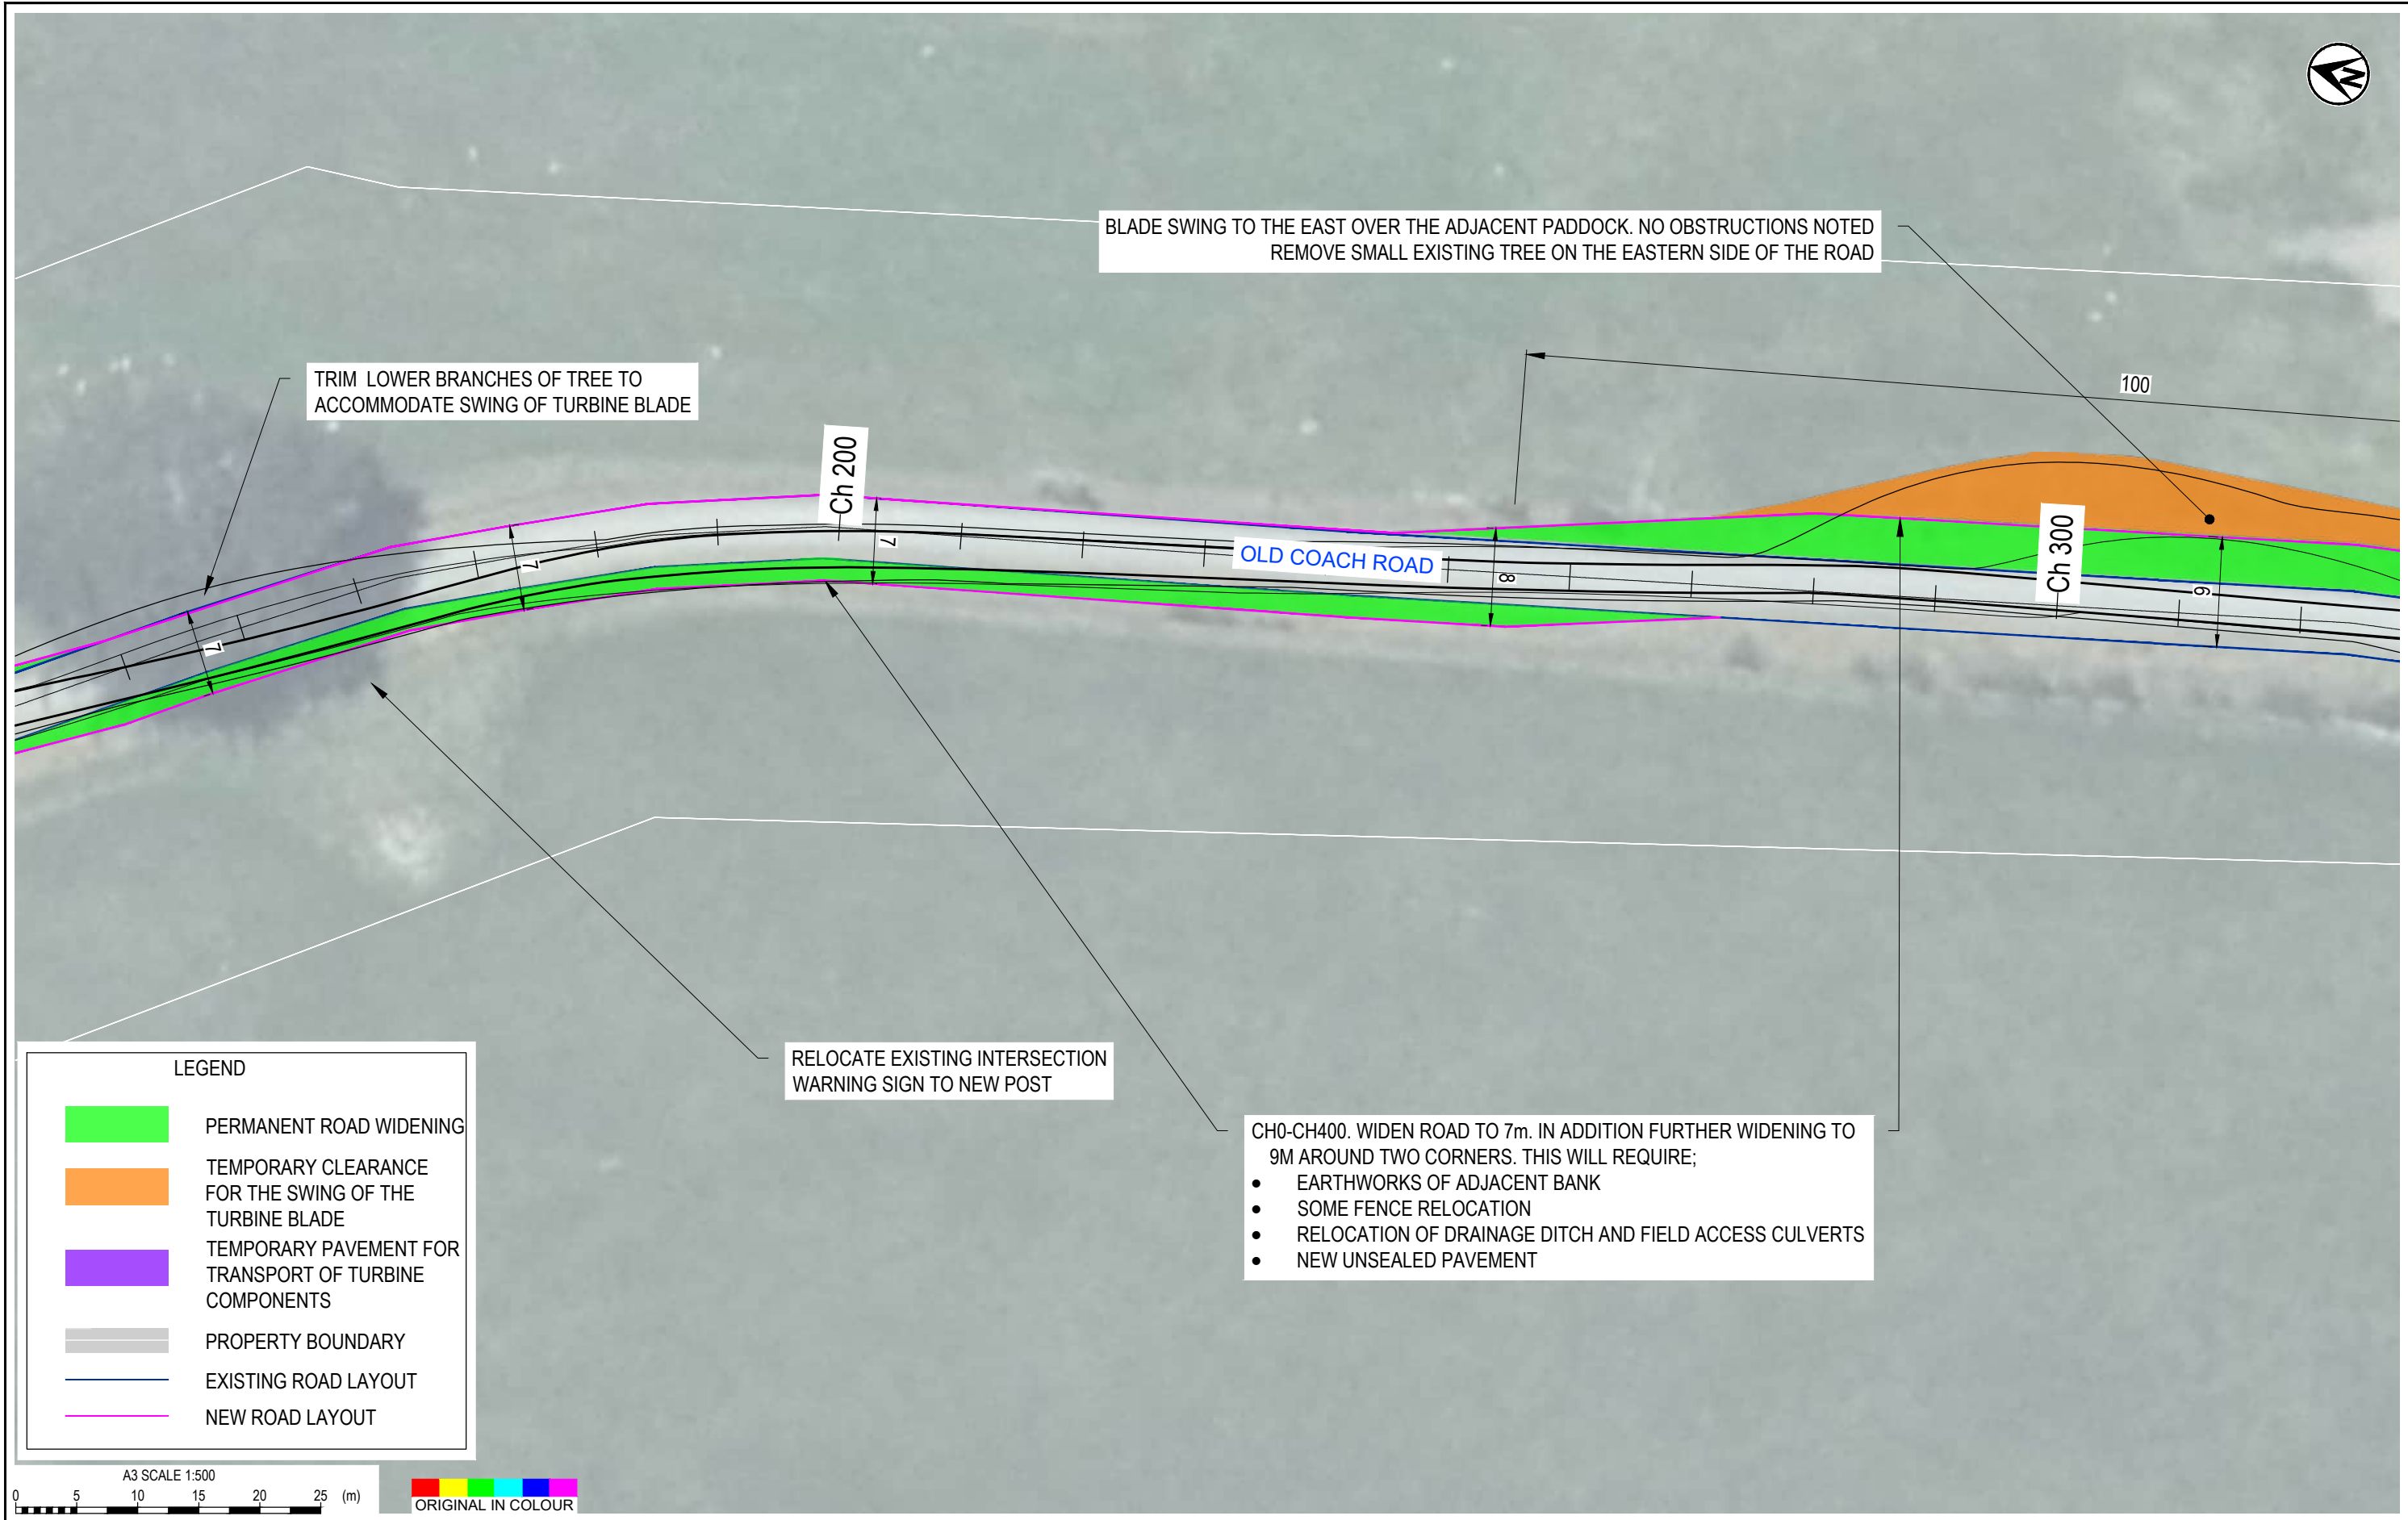 N
BLADE SWING TO THE EAST OVER THE ADJACENT PADDOCK. NO OBSTRUCTIONS NOTED
REMOVE SMALL EXISTING TREE ON THE EASTERN SIDE OF THE ROAD
TRIM LOWER BRANCHES OF TREE TO
ACCOMMODATE SWING OF TURBINE BLADE
100
Ch 200
7
7
7
OLD COACH ROAD
8
Ch 300
9
RELOCATE EXISTING INTERSECTION
WARNING SIGN TO NEW POST
CH0-CH400. WIDEN ROAD TO 7m. IN ADDITION FURTHER WIDENING TO
9M AROUND TWO CORNERS. THIS WILL REQUIRE;
• EARTHWORKS OF ADJACENT BANK
• SOME FENCE RELOCATION
• RELOCATION OF DRAINAGE DITCH AND FIELD ACCESS CULVERTS
• NEW UNSEALED PAVEMENT
LEGEND
PERMANENT ROAD WIDENING
TEMPORARY CLEARANCE
FOR THE SWING OF THE
TURBINE BLADE
TEMPORARY PAVEMENT FOR
TRANSPORT OF TURBINE
COMPONENTS
PROPERTY BOUNDARY
EXISTING ROAD LAYOUT
NEW ROAD LAYOUT
A3 SCALE 1:500
0 5 10 15 20 25 (m)
ORIGINAL IN COLOUR